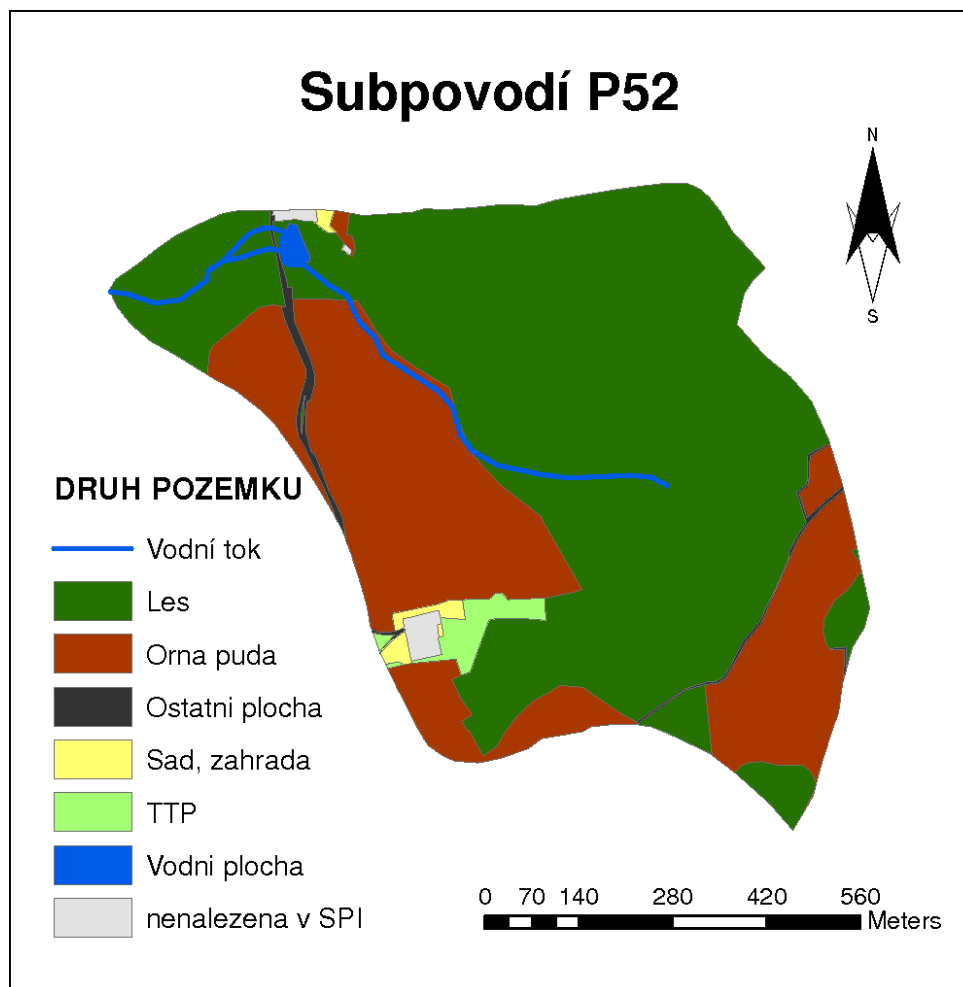 Subpovodí P52
N
S
DRUH POZEMKU
Vodní tok
Les
Orna puda
Ostatni plocha
Sad, zahrada
TTP
Vodni plocha
nenalezena v SPI
0 70 140 280 420 560
Meters